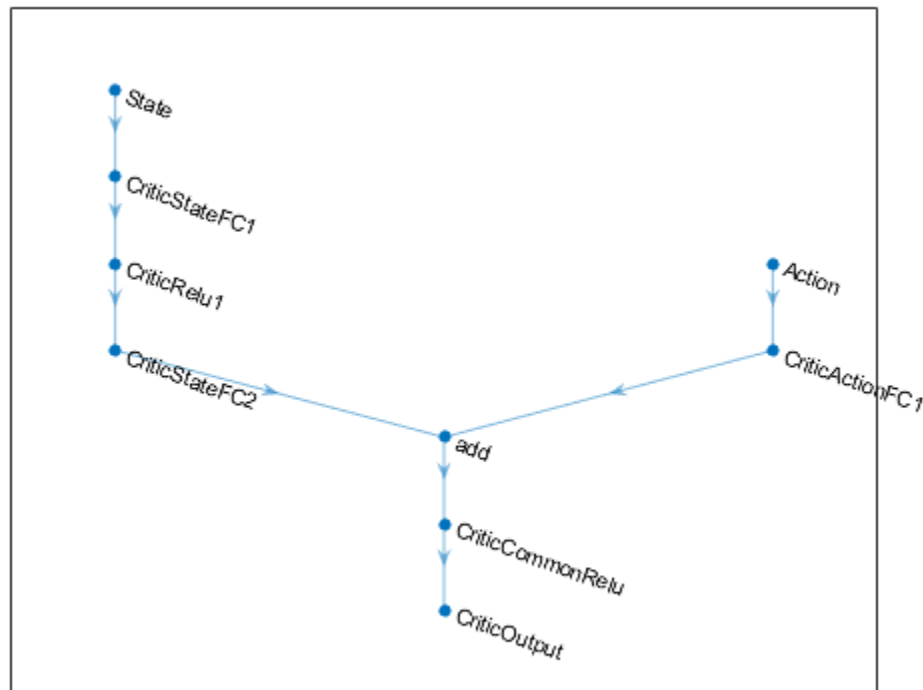 State
CriticStateFC1
CriticRelu1
Action
CriticStateFC2
CriticActionFC1
add
CriticCommonRelu
CriticOutput